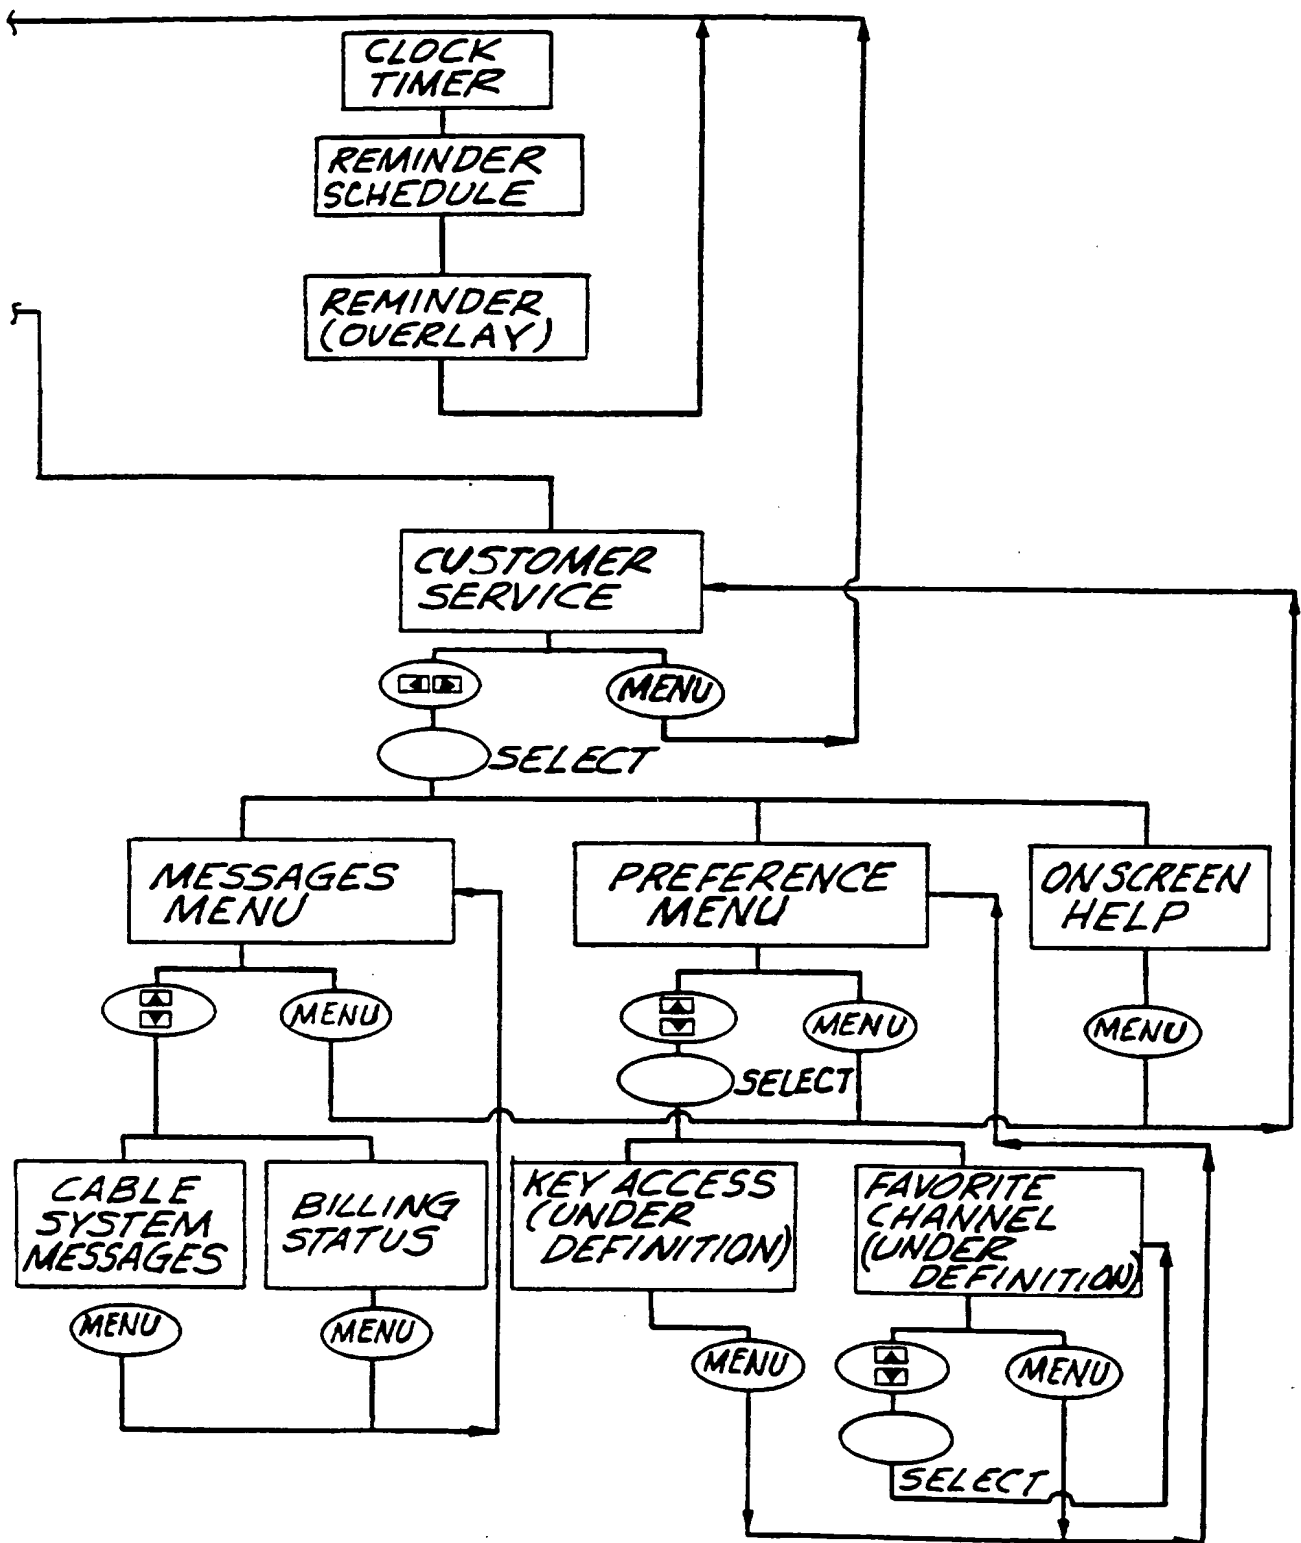 CLOCK
TIMER
REMINDER
SCHEDULE
REMINDER
(OVERLAY)
CUSTOMER
SERVICE
MENU
SELECT
MESSAGES
MENU
PREFERENCE
MENU
ON SCREEN
HELP
MENU
MENU
MENU
SELECT
CABLE
SYSTEM
MESSAGES
BILLING
STATUS
KEY ACCESS
(UNDER
DEFINITION)
FAVORITE
CHANNEL
(UNDER
DEFINITION)
MENU
MENU
MENU
MENU
SELECT